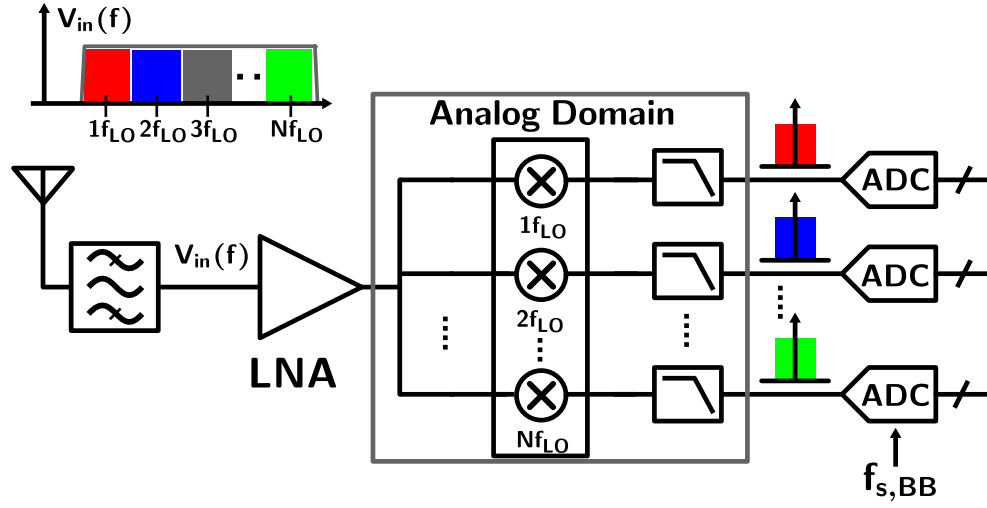 V_in(f)
1f_LO 2f_LO 3f_LO Nf_LO
Analog Domain
ADC
1f_LO
V_in(f)
ADC
2f_LO
LNA
ADC
Nf_LO
f_s,BB